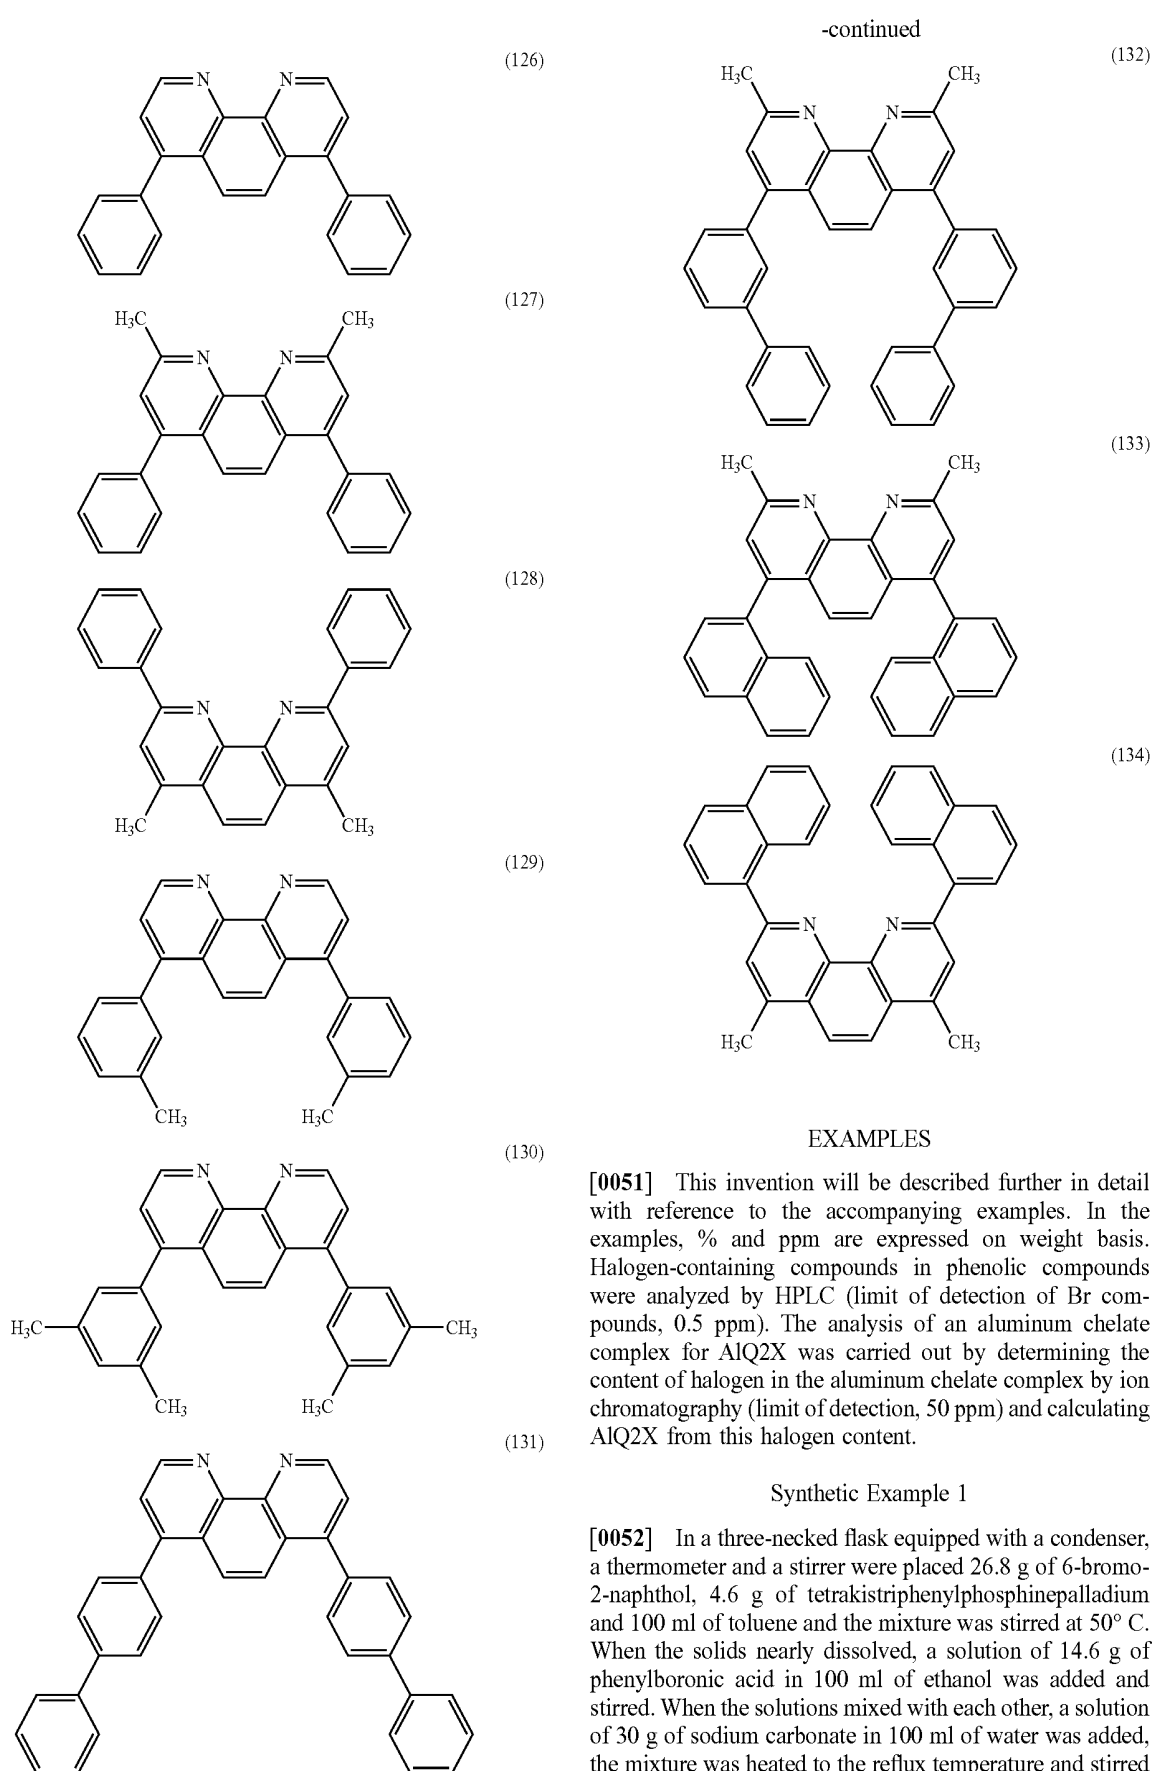 (126)
N N
(127)
H₃C CH₃
N N
(128)
N N
H₃C CH₃
(129)
N N
CH₃ H₃C
(130)
N N
H₃C CH₃
CH₃ H₃C
(131)
N N
-continued
(132)
H₃C CH₃
N N
(133)
H₃C CH₃
N N
(134)
N N
H₃C CH₃
EXAMPLES
[0051] This invention will be described further in detail
with reference to the accompanying examples. In the
examples, % and ppm are expressed on weight basis.
Halogen-containing compounds in phenolic compounds
were analyzed by HPLC (limit of detection of Br com-
pounds, 0.5 ppm). The analysis of an aluminum chelate
complex for AlQ2X was carried out by determining the
content of halogen in the aluminum chelate complex by ion
chromatography (limit of detection, 50 ppm) and calculating
AlQ2X from this halogen content.
Synthetic Example 1
[0052] In a three-necked flask equipped with a condenser,
a thermometer and a stirrer were placed 26.8 g of 6-bromo-
2-naphthol, 4.6 g of tetrakistriphenylphosphinepalladium
and 100 ml of toluene and the mixture was stirred at 50° C.
When the solids nearly dissolved, a solution of 14.6 g of
phenylboronic acid in 100 ml of ethanol was added and
stirred. When the solutions mixed with each other, a solution
of 30 g of sodium carbonate in 100 ml of water was added,
the mixture was heated to the reflux temperature and stirred